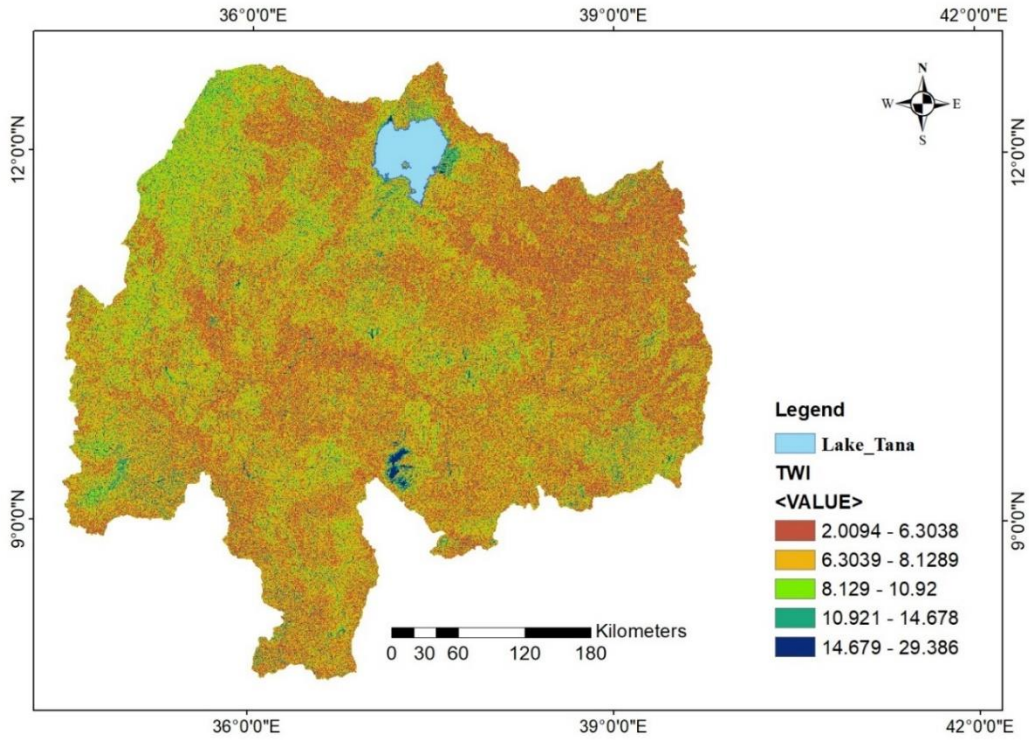 36°0'0"E 39°0'0"E 42°0'0"E
N
W E
S
12°0'0"N 12°0'0"N
9°0'0"N 9°0'0"N
Legend
Lake_Tana
TWI
<VALUE>
2.0094 - 6.3038
6.3039 - 8.1289
8.129 - 10.92
10.921 - 14.678
14.679 - 29.386
Kilometers
0 30 60 120 180
36°0'0"E 39°0'0"E 42°0'0"E